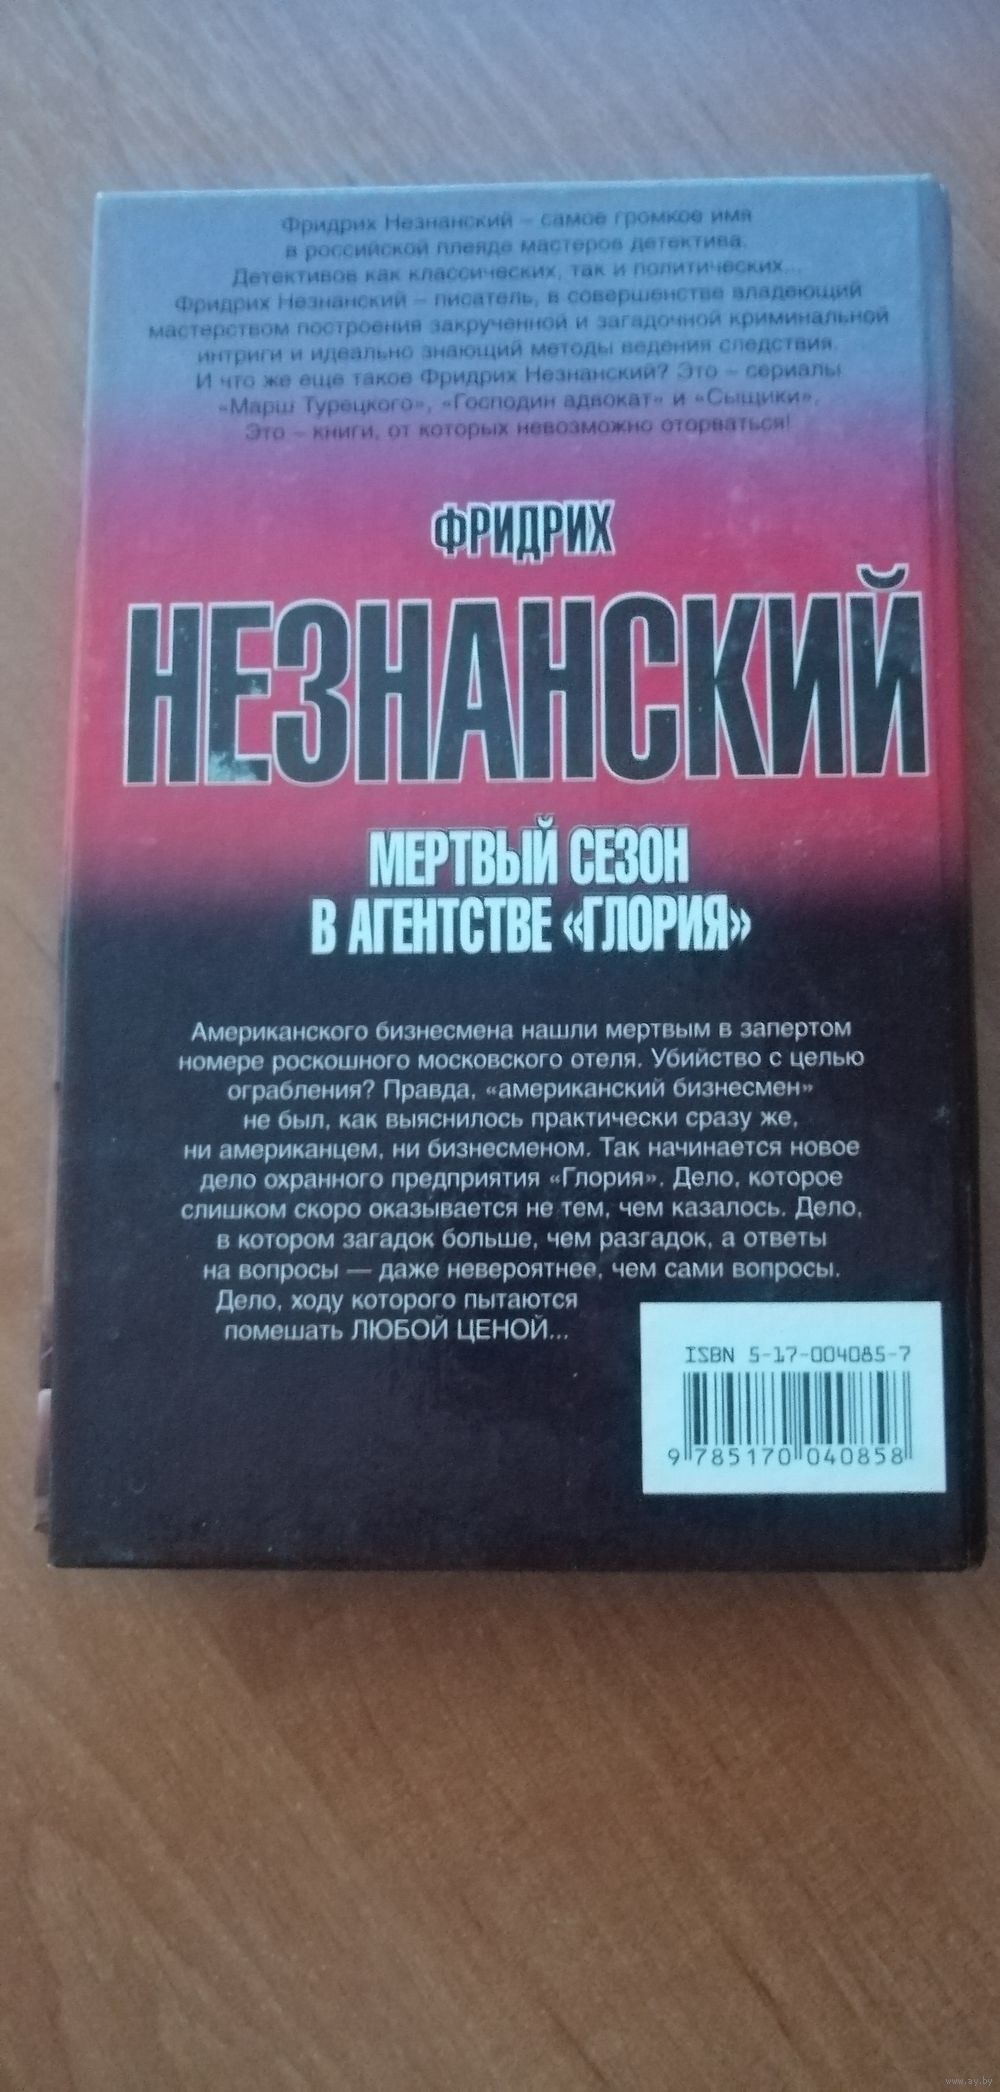 Фридрих Незнанский – самое громкое имя
в российской плеяде мастеров детектива.
Детективов как классических, так и политических...
Фридрих Незнанский – писатель, в совершенстве владеющий
мастерством построения закрученной и загадочной криминальной
интриги и идеально знающий методы ведения следствия.
И что же еще такое Фридрих Незнанский? Это – сериалы
«Марш Турецкого», «Господин адвокат» и «Сыщики».
Это – книги, от которых невозможно оторваться!
ФРИДРИХ
НЕЗНАНСКИЙ
МЕРТВЫЙ СЕЗОН
В АГЕНТСТВЕ «ГЛОРИЯ»
Американского бизнесмена нашли мертвым в запертом
номере роскошного московского отеля. Убийство с целью
ограбления? Правда, «американский бизнесмен»
не был, как выяснилось практически сразу же,
ни американцем, ни бизнесменом. Так начинается новое
дело охранного предприятия «Глория». Дело, которое
слишком скоро оказывается не тем, чем казалось. Дело,
в котором загадок больше, чем разгадок, а ответы
на вопросы — даже невероятнее, чем сами вопросы.
Дело, ходу которого пытаются
помешать ЛЮБОЙ ЦЕНОЙ...
ISBN 5-17-004085-7
9 785170 040858
www.ay.by